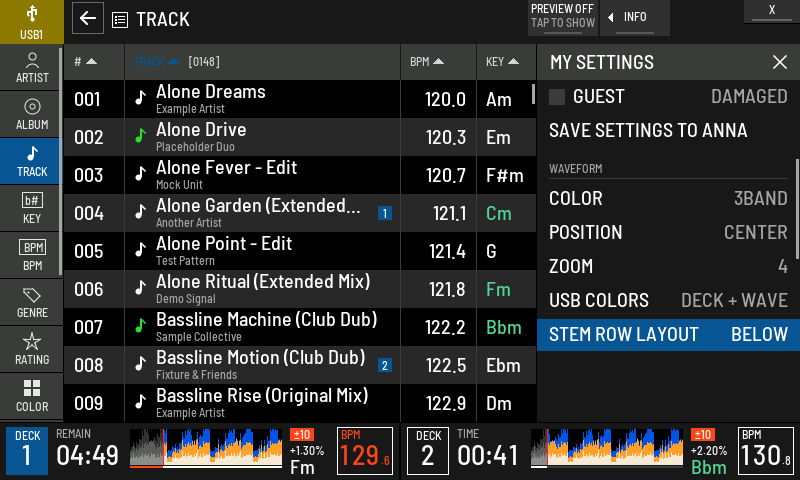 USB1
TRACK
PREVIEW OFF
TAP TO SHOW
INFO
X
ARTIST
ALBUM
TRACK
b#
KEY
BPM
BPM
GENRE
RATING
COLOR
# TRACK [0148] BPM KEY
001 Alone Dreams 120.0 Am
Example Artist
002 Alone Drive 120.3 Em
Placeholder Duo
003 Alone Fever - Edit 120.7 F#m
Mock Unit
004 Alone Garden (Extended... 1 121.1 Cm
Another Artist
005 Alone Point - Edit 121.4 G
Test Pattern
006 Alone Ritual (Extended Mix) 121.8 Fm
Demo Signal
007 Bassline Machine (Club Dub) 122.2 Bbm
Sample Collective
008 Bassline Motion (Club Dub) 2 122.5 Ebm
Fixture & Friends
009 Bassline Rise (Original Mix) 122.9 Dm
Example Artist
MY SETTINGS
GUEST DAMAGED
SAVE SETTINGS TO ANNA
WAVEFORM
COLOR 3BAND
POSITION CENTER
ZOOM 4
USB COLORS DECK + WAVE
STEM ROW LAYOUT BELOW
DECK 1
REMAIN
04:49
±10
+1.30%
Fm
BPM
129.6
DECK 2
TIME
00:41
±10
+2.20%
Bbm
BPM
130.8